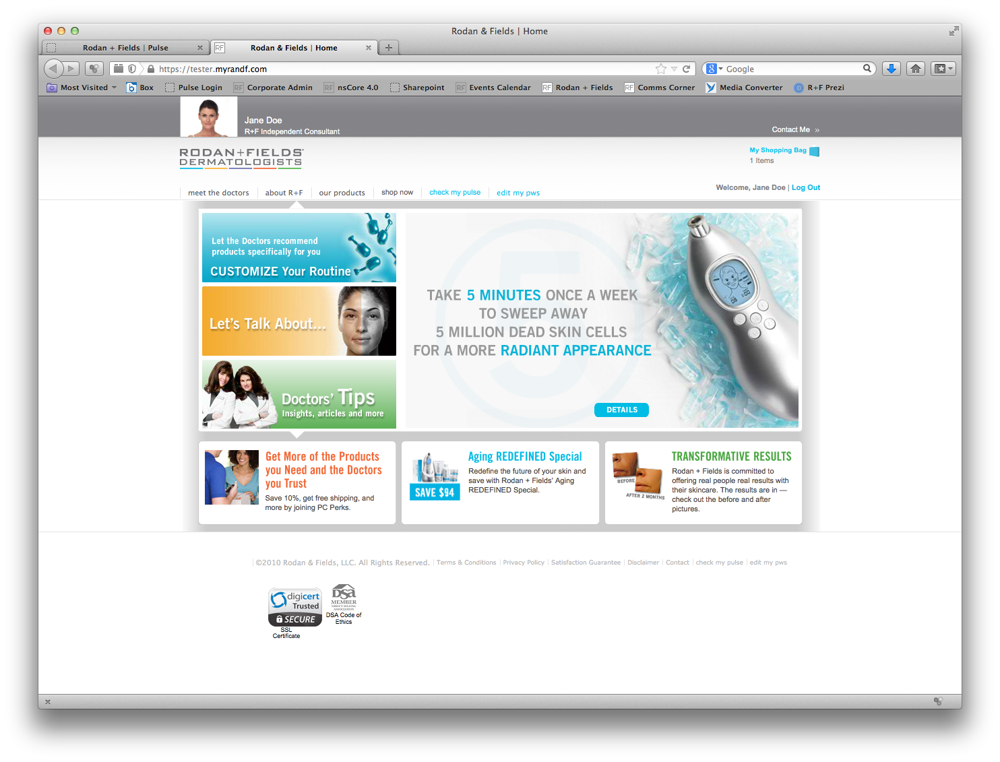 Rodan & Fields | Home
Rodan + Fields | Pulse
Rodan & Fields | Home
https://tester.myrandf.com
Google
Most Visited
Box
Pulse Login
Corporate Admin
nsCore 4.0
Sharepoint
Events Calendar
Rodan + Fields
Comms Corner
Media Converter
R+F Prezi
Jane Doe
R+F Independent Consultant
Contact Me »
RODAN+FIELDS
DERMATOLOGISTS
My Shopping Bag
1 Items
Welcome, Jane Doe | Log Out
meet the doctors
about R+F
our products
shop now
check my pulse
edit my pws
Let the Doctors recommend
products specifically for you
CUSTOMIZE Your Routine
Let's Talk About...
Doctors' Tips
Insights, articles and more
TAKE 5 MINUTES ONCE A WEEK
TO SWEEP AWAY
5 MILLION DEAD SKIN CELLS
FOR A MORE RADIANT APPEARANCE
DETAILS
Get More of the Products
you Need and the Doctors
you Trust
Save 10%, get free shipping, and
more by joining PC Perks.
SAVE $94
Aging REDEFINED Special
Redefine the future of your skin and
save with Rodan + Fields' Aging
REDEFINED Special.
BEFORE
AFTER 2 MONTHS
TRANSFORMATIVE RESULTS
Rodan + Fields is committed to
offering real people real results with
their skincare. The results are in —
check out the before and after
pictures.
©2010 Rodan & Fields, LLC. All Rights Reserved. | Terms & Conditions | Privacy Policy | Satisfaction Guarantee | Disclaimer | Contact | check my pulse | edit my pws
digicert
Trusted
SECURE
SSL
Certificate
DSA
MEMBER
DIRECT SELLING
ASSOCIATION
DSA Code of
Ethics